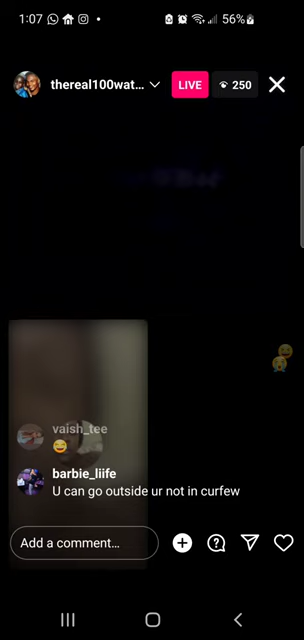 1:07
56%
thereal100wat...
LIVE
250
vaish_tee
😅
barbie_liife
U can go outside ur not in curfew
Add a comment...